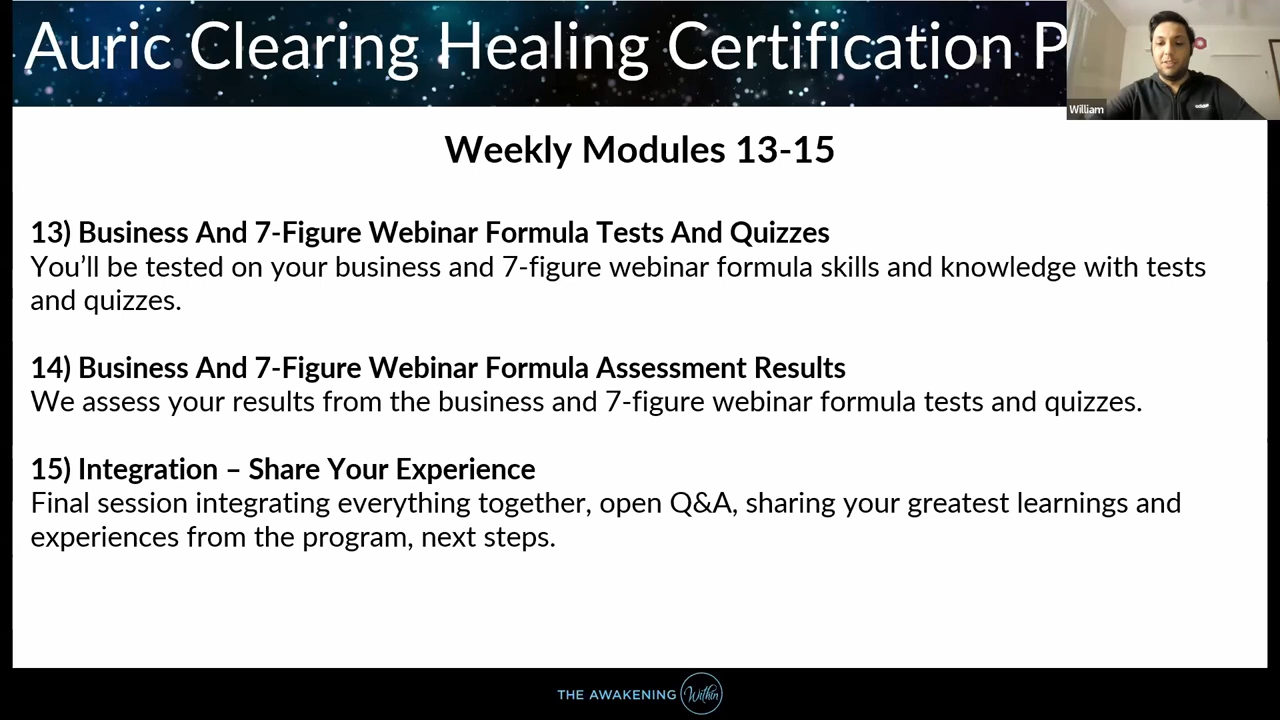 Auric Clearing Healing Certification P
William
Weekly Modules 13-15
13) Business And 7-Figure Webinar Formula Tests And Quizzes
You’ll be tested on your business and 7-figure webinar formula skills and knowledge with tests
and quizzes.
14) Business And 7-Figure Webinar Formula Assessment Results
We assess your results from the business and 7-figure webinar formula tests and quizzes.
15) Integration – Share Your Experience
Final session integrating everything together, open Q&A, sharing your greatest learnings and
experiences from the program, next steps.
THE AWAKENING Within